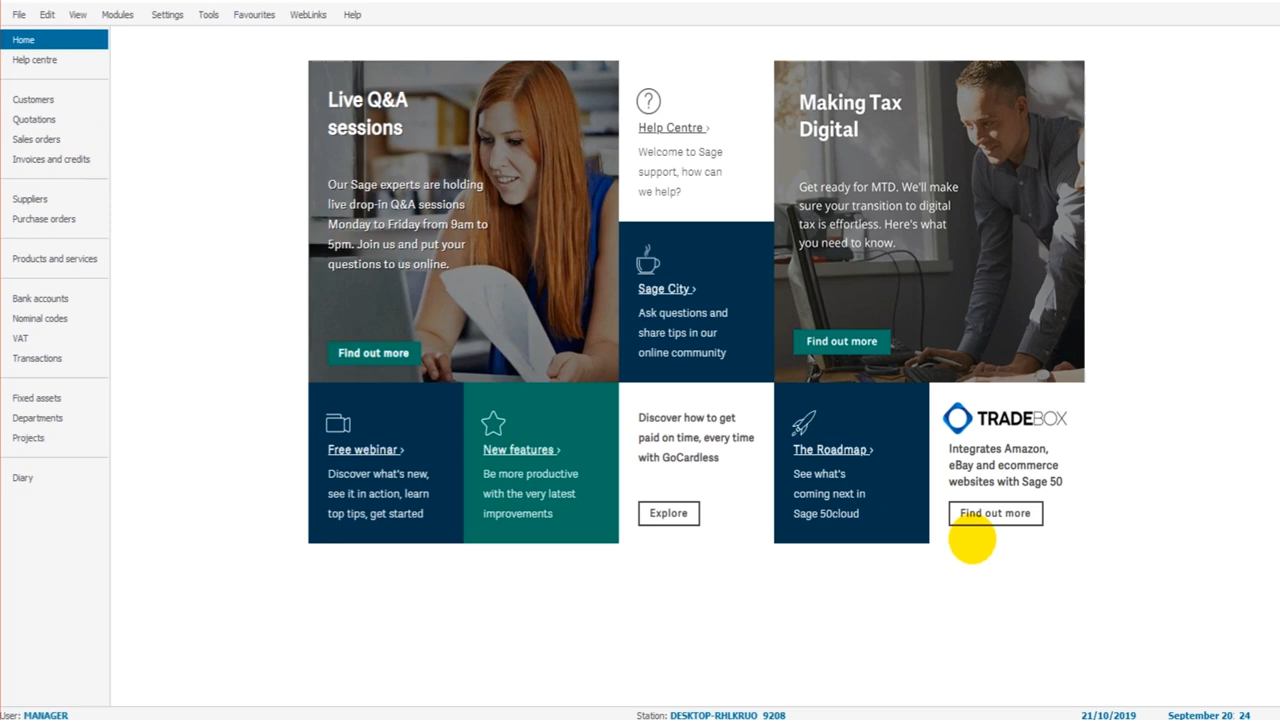 File Edit View Modules Settings Tools Favourites WebLinks Help
Home
Help centre
Customers
Quotations
Sales orders
Invoices and credits
Suppliers
Purchase orders
Products and services
Bank accounts
Nominal codes
VAT
Transactions
Fixed assets
Departments
Projects
Diary
Live Q&A
sessions
Our Sage experts are holding
live drop-in Q&A sessions
Monday to Friday from 9am to
5pm. Join us and put your
questions to us online.
Find out more
?
Help Centre ›
Welcome to Sage
support, how can
we help?
Sage City ›
Ask questions and
share tips in our
online community
Making Tax
Digital
Get ready for MTD. We'll make
sure your transition to digital
tax is effortless. Here's what
you need to know.
Find out more
Free webinar ›
Discover what's new,
see it in action, learn
top tips, get started
New features ›
Be more productive
with the very latest
improvements
Discover how to get
paid on time, every time
with GoCardless
Explore
The Roadmap ›
See what's
coming next in
Sage 50cloud
TRADEBOX
Integrates Amazon,
eBay and ecommerce
websites with Sage 50
Find out more
User: MANAGER
Station: DESKTOP-RHLKRUO 9208
21/10/2019
September 20 24